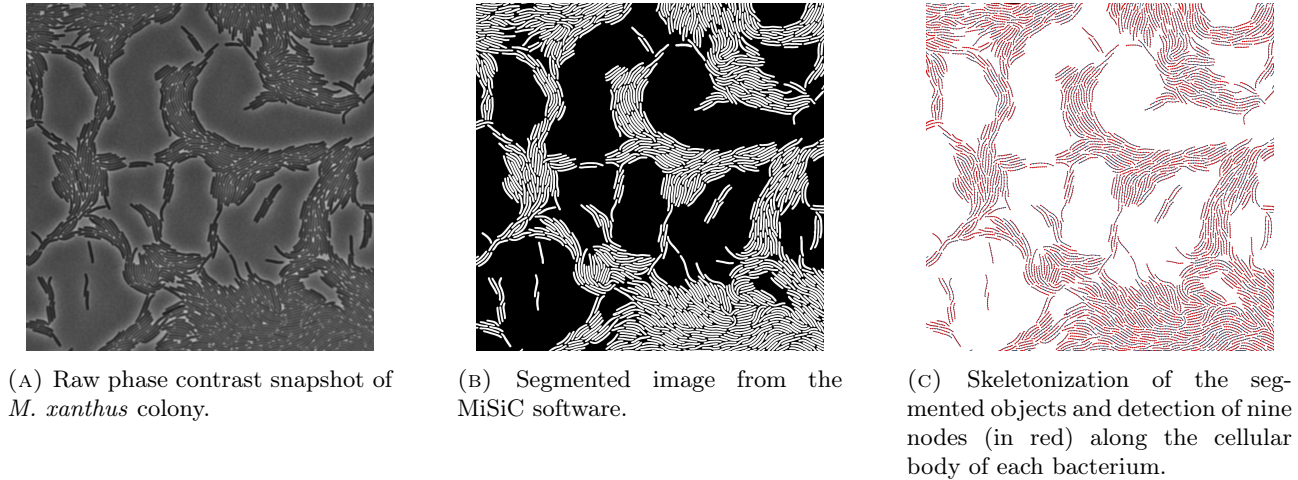 (A) Raw phase contrast snapshot of
M. xanthus colony.
(B) Segmented image from the
MiSiC software.
(C) Skeletonization of the seg-
mented objects and detection of nine
nodes (in red) along the cellular
body of each bacterium.